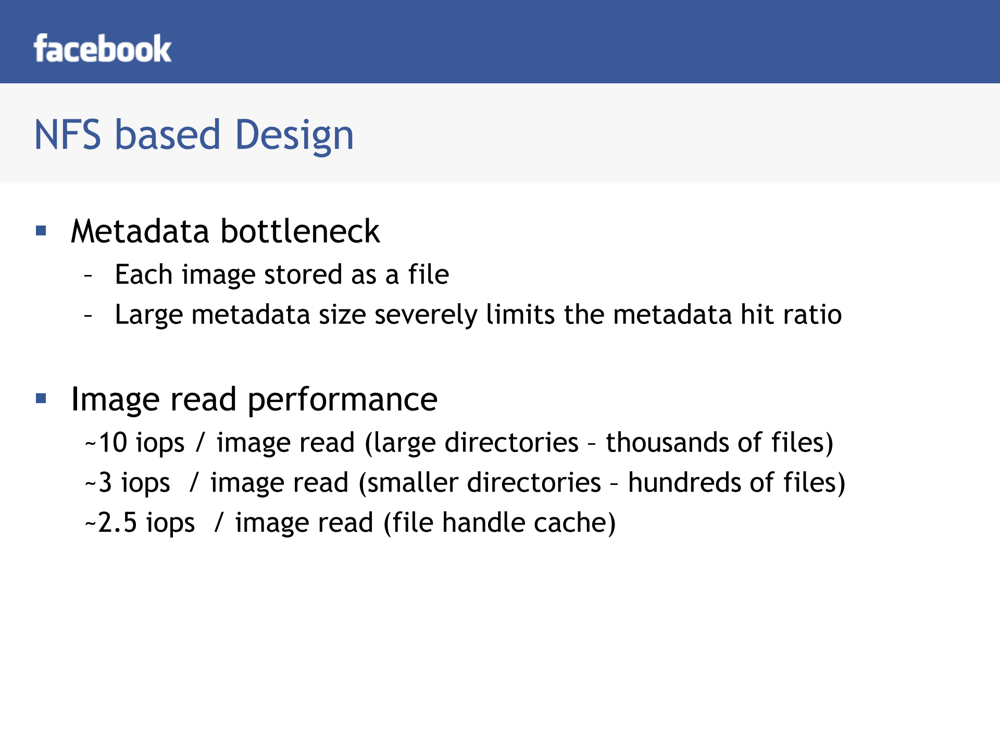 facebook
NFS based Design
▪ Metadata bottleneck
– Each image stored as a file
– Large metadata size severely limits the metadata hit ratio
▪ Image read performance
~10 iops / image read (large directories – thousands of files)
~3 iops  / image read (smaller directories – hundreds of files)
~2.5 iops  / image read (file handle cache)